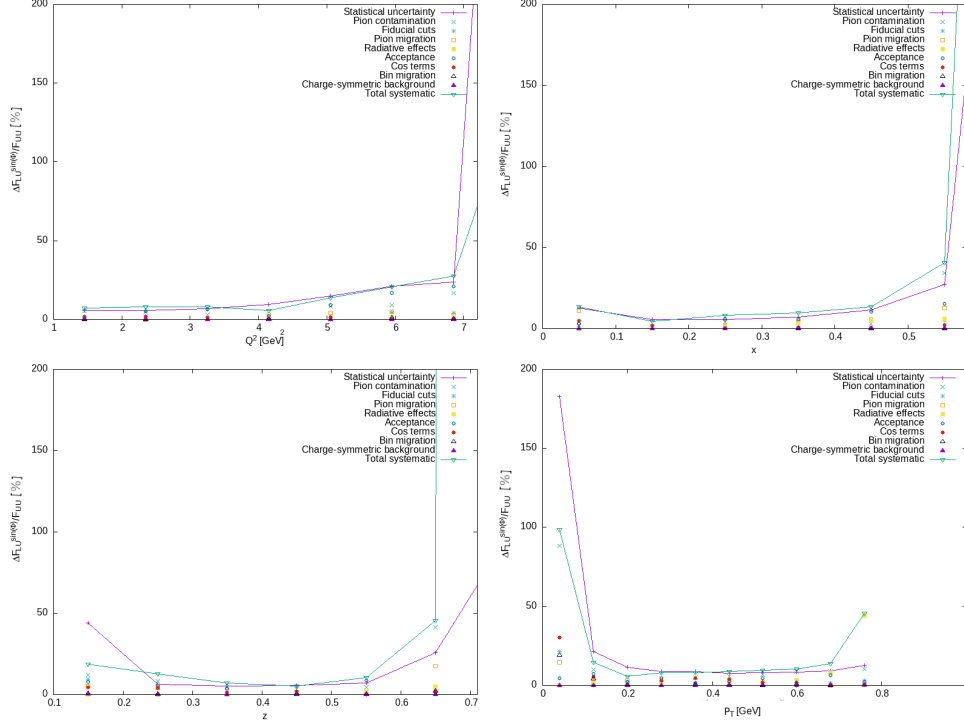 200
150
100
50
0
ΔF_LU^sin(Φ)/F_UU [%]
Statistical uncertainty
Pion contamination
Fiducial cuts
Pion migration
Radiative effects
Acceptance
Cos terms
Bin migration
Charge-symmetric background
Total systematic
1 2 3 4 5 6 7
Q² [GeV]²
200
150
100
50
0
ΔF_LU^sin(Φ)/F_UU [%]
Statistical uncertainty
Pion contamination
Fiducial cuts
Pion migration
Radiative effects
Acceptance
Cos terms
Bin migration
Charge-symmetric background
Total systematic
0 0.1 0.2 0.3 0.4 0.5
x
200
150
100
50
0
ΔF_LU^sin(Φ)/F_UU [%]
Statistical uncertainty
Pion contamination
Fiducial cuts
Pion migration
Radiative effects
Acceptance
Cos terms
Bin migration
Charge-symmetric background
Total systematic
0.1 0.2 0.3 0.4 0.5 0.6 0.7
z
200
150
100
50
0
ΔF_LU^sin(Φ)/F_UU [%]
Statistical uncertainty
Pion contamination
Fiducial cuts
Pion migration
Radiative effects
Acceptance
Cos terms
Bin migration
Charge-symmetric background
Total systematic
0 0.2 0.4 0.6 0.8
P_T [GeV]